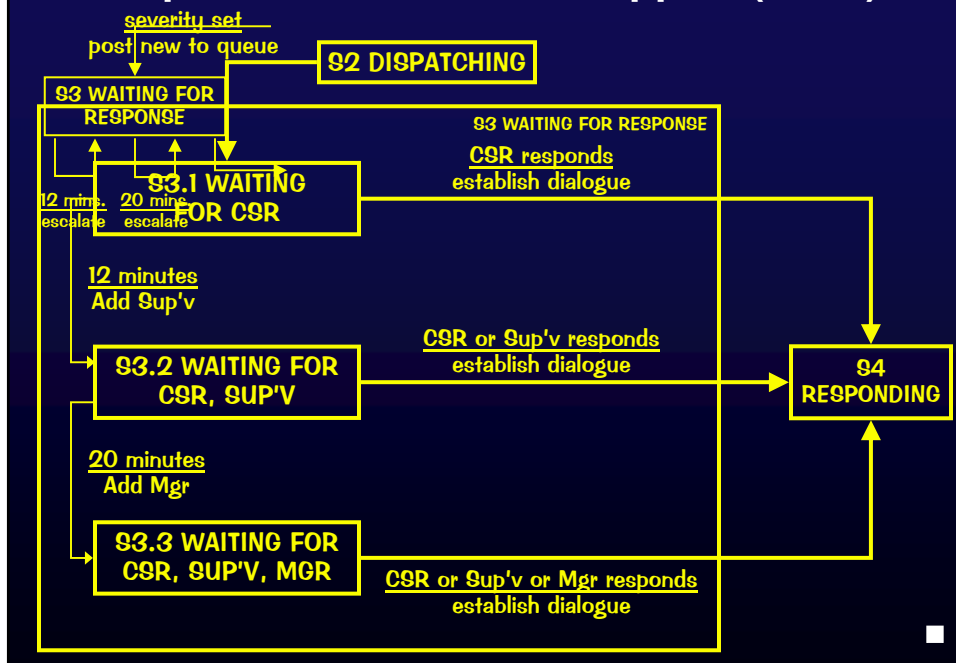 severity set
post new to queue
S2 DISPATCHING
S3 WAITING FOR
RESPONSE
S3 WAITING FOR RESPONSE
CSR responds
establish dialogue
S3.1 WAITING
FOR CSR
12 mins.
escalate
20 mins.
escalate
12 minutes
Add Sup'v
CSR or Sup'v responds
establish dialogue
S3.2 WAITING FOR
CSR, SUP'V
S4
RESPONDING
20 minutes
Add Mgr
S3.3 WAITING FOR
CSR, SUP'V, MGR
CSR or Sup'v or Mgr responds
establish dialogue